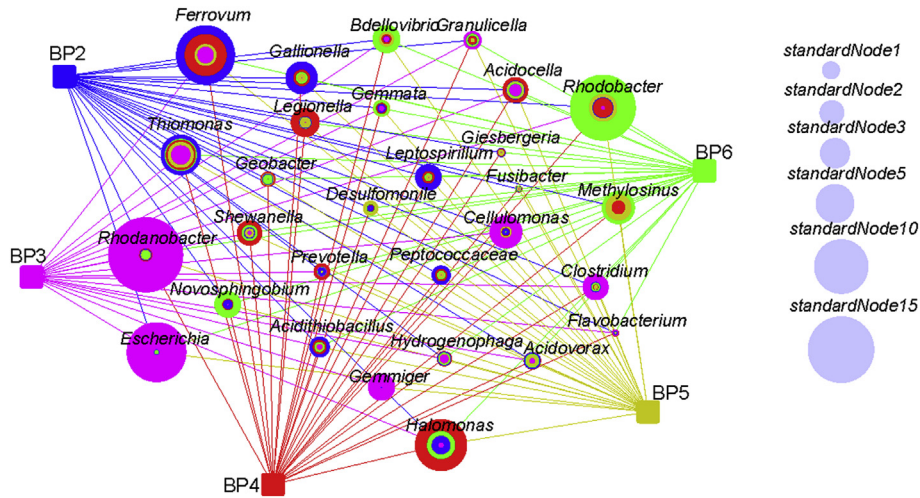 Ferrovum
Bdellovibrio
Granulicella
Gallionella
standardNode1
BP2
Acidocella
Rhodobacter
standardNode2
Gemmata
Legionella
standardNode3
Thiomonas
Giesbergeria
Leptospirillum
Geobacter
BP6
Fusibacter
standardNode5
Desulfomonile
Methylosinus
Shewanella
Cellulomonas
standardNode10
Rhodanobacter
Prevotella
Peptococcaceae
Clostridium
BP3
Novosphingobium
standardNode15
Flavobacterium
Acidithiobacillus
Escherichia
Hydrogenophaga
Acidovorax
Gemmiger
BP5
Halomonas
BP4